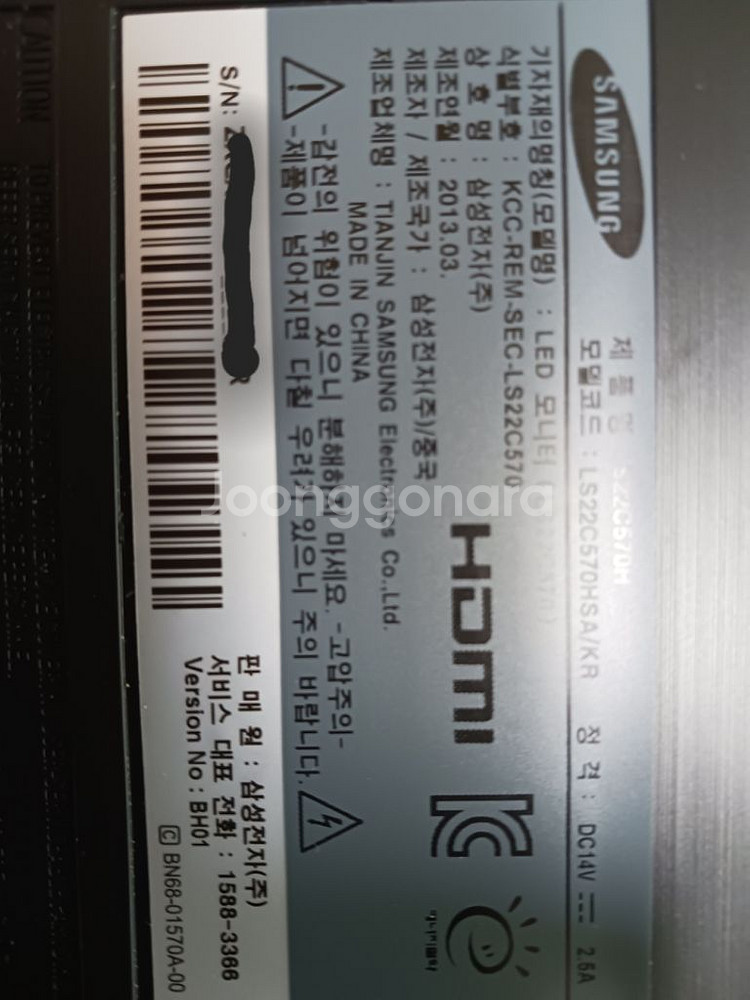 SAMSUNG
제 품 명 : S22C570H
모델코드 : LS22C570HSA/KR 정 격 : DC14V 2.5A
기자재의명칭(모델명) : LED 모니터
식별부호 : KCC-REM-SEC-LS22C570
상 호 명 : 삼성전자(주)
제조연월 : 2013.03.
제조자 / 제조국가 : 삼성전자(주)/중국
제조업체명 : TIANJIN SAMSUNG Electronics Co.,Ltd.
MADE IN CHINA
HDMI
에너지절약
-감전의 위험이 있으니 분해하지 마세요. -고압주의-
-제품이 넘어지면 다칠 우려가 있으니 주의 바랍니다.
S/N:
판 매 원 : 삼성전자(주)
서비스 대표 전화 : 1588-3366
Version No : BH01
C BN68-01570A-00
CAUTION
Joonggonara